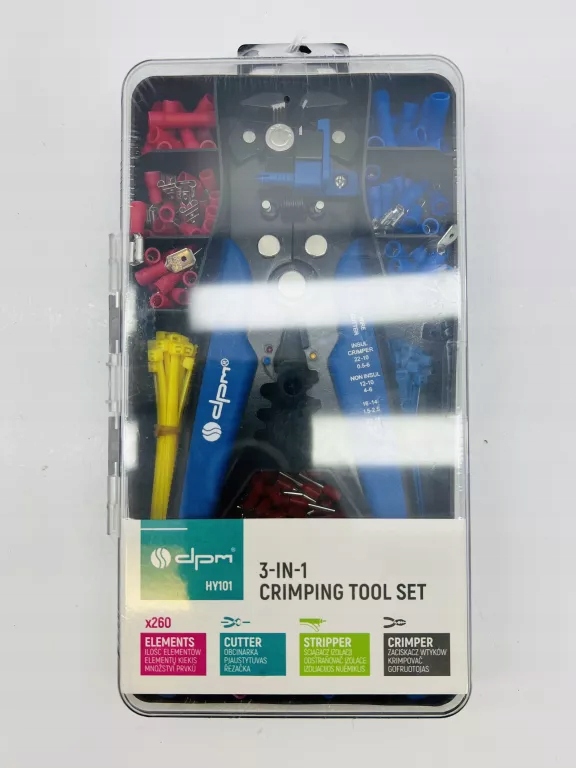 INSUL
CRIMPER
22-10
0.5-6
NON INSUL
12-10
4-6
16-14
1.5-2.5
dpm®
dpm®
HY101
3-IN-1
CRIMPING TOOL SET
x260
ELEMENTS
ILOŚĆ ELEMENTÓW
ELEMENTŲ KIEKIS
MNOŽSTVÍ PRVKŮ
CUTTER
OBCINARKA
PJAUSTYTUVAS
ŘEZAČKA
STRIPPER
ŚCIĄGACZ IZOLACJI
ODSTRAŇOVAČ IZOLACE
IZOLIACIJOS NUĖMIKLIS
CRIMPER
ZACISKACZ WTYKÓW
KRIMPOVAČ
GOFRUOTOJAS